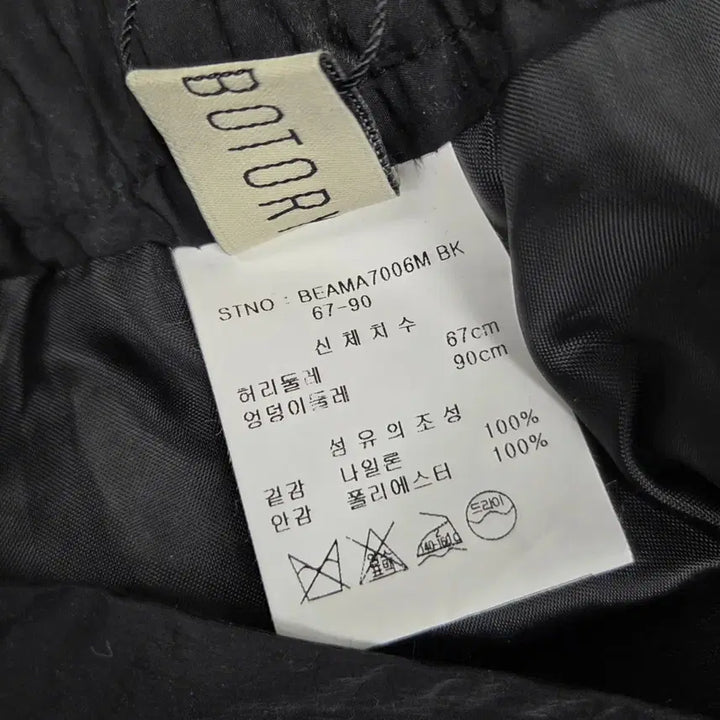 BOTORI
STNO : BEAMA7006M BK
67-90
신체치수
허리둘레 67cm
엉덩이둘레 90cm
섬유의조성
겉감 나일론 100%
안감 폴리에스터 100%
140~160℃
드라이